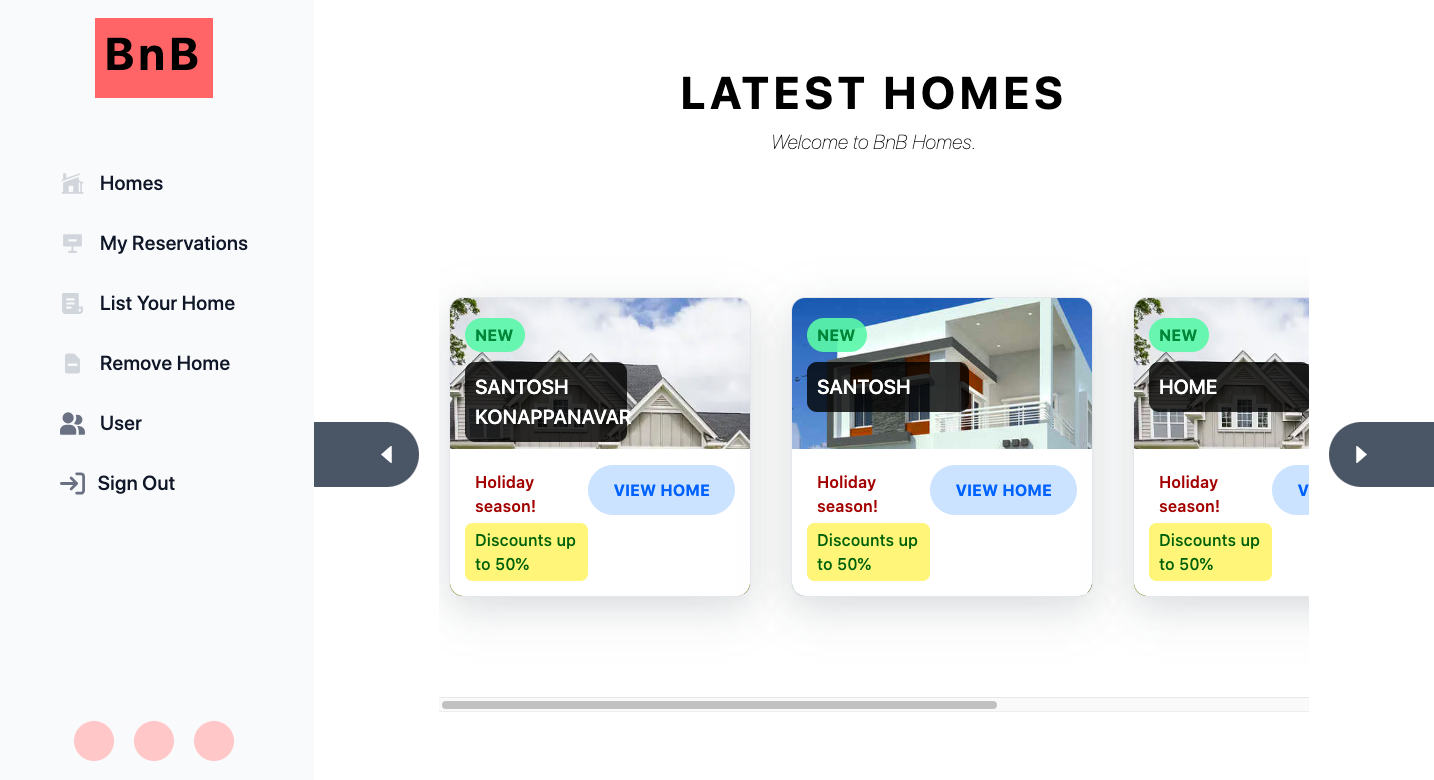 BnB
Homes
My Reservations
List Your Home
Remove Home
User
Sign Out
LATEST HOMES
Welcome to BnB Homes.
NEW
SANTOSH
KONAPPANAVAR
Holiday
season!
VIEW HOME
Discounts up
to 50%
NEW
SANTOSH
Holiday
season!
VIEW HOME
Discounts up
to 50%
NEW
HOME
Holiday
season!
V
Discounts up
to 50%